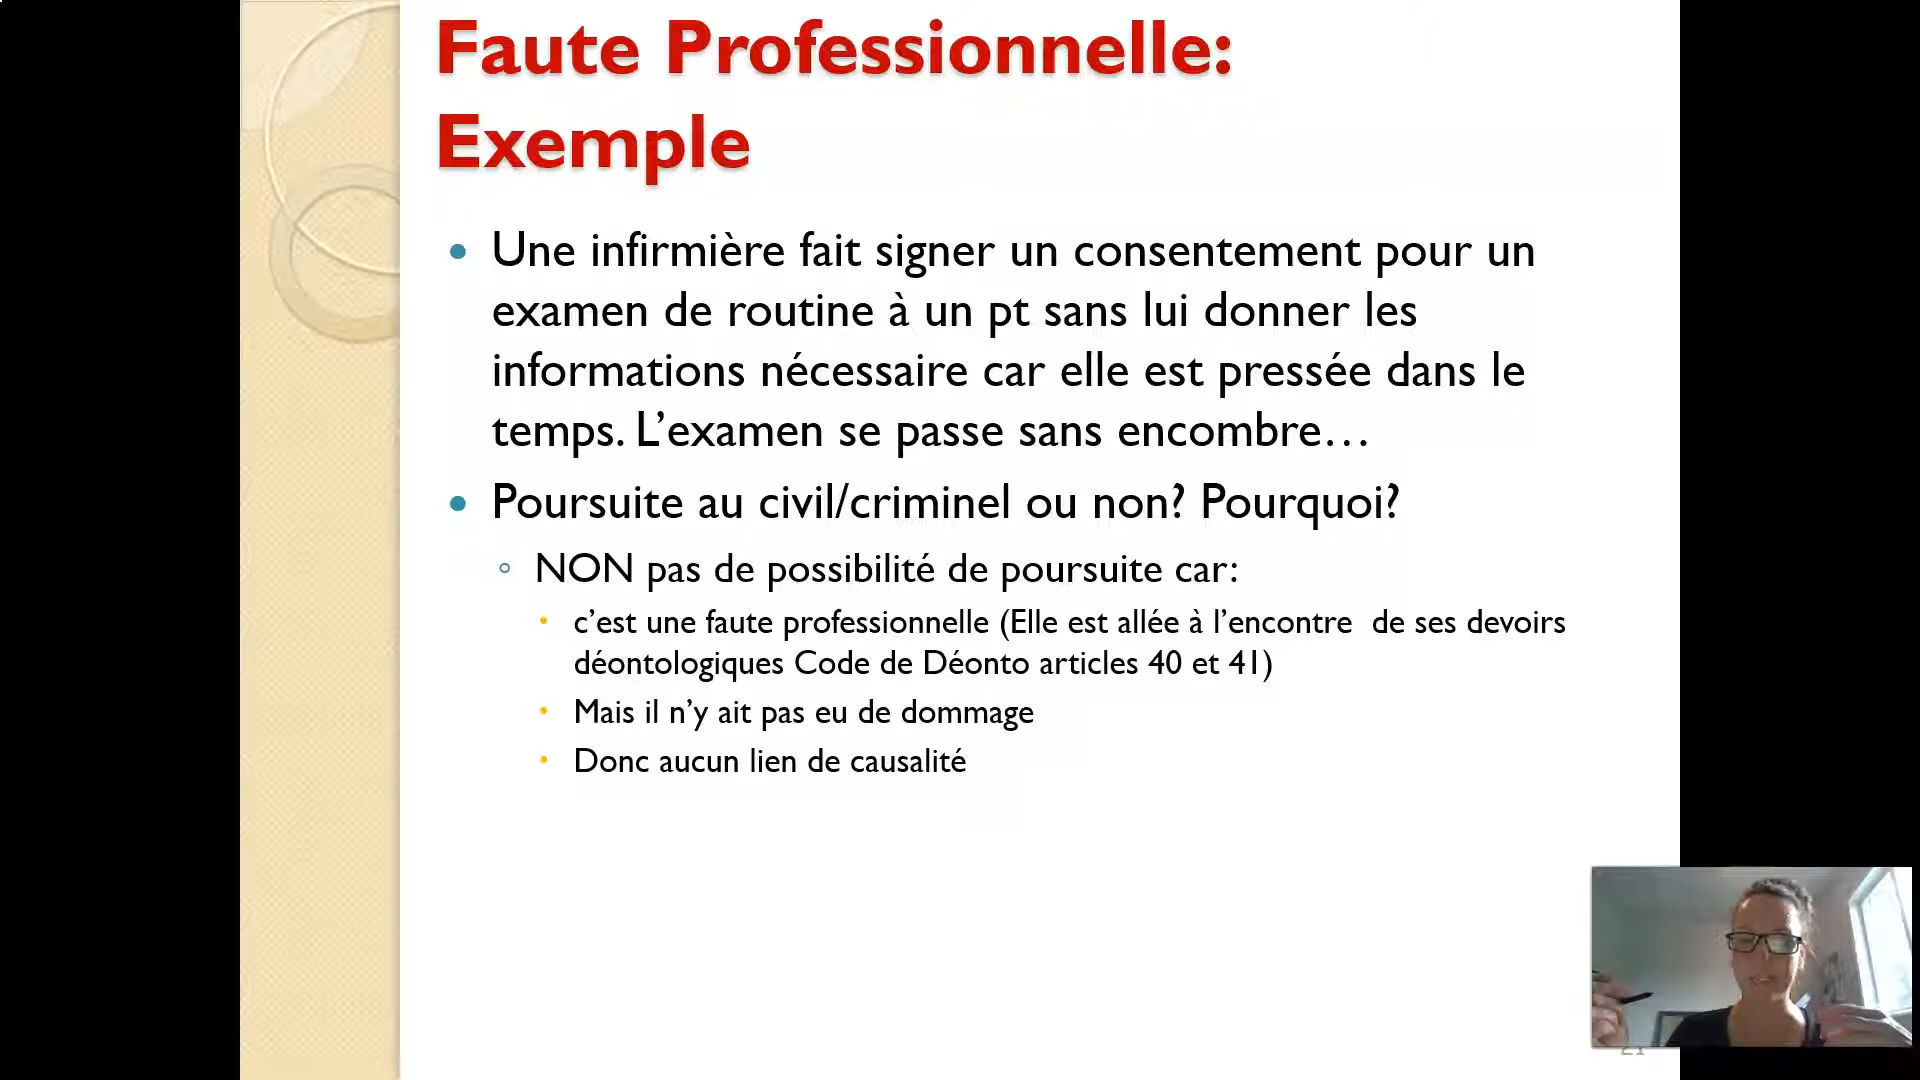 Faute Professionnelle:
Exemple
• Une infirmière fait signer un consentement pour un
examen de routine à un pt sans lui donner les
informations nécessaire car elle est pressée dans le
temps. L’examen se passe sans encombre…
• Poursuite au civil/criminel ou non? Pourquoi?
◦ NON pas de possibilité de poursuite car:
• c’est une faute professionnelle (Elle est allée à l’encontre de ses devoirs
déontologiques Code de Déonto articles 40 et 41)
• Mais il n’y ait pas eu de dommage
• Donc aucun lien de causalité